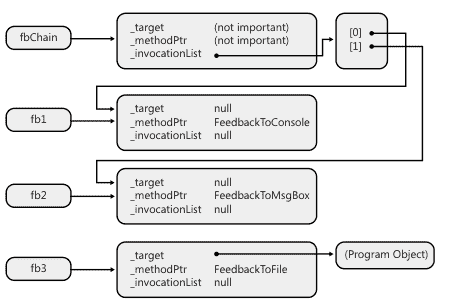 fbChain
_target (not important)
_methodPtr (not important)
_invocationList
[0]
[1]
fb1
_target null
_methodPtr FeedbackToConsole
_invocationList null
fb2
_target null
_methodPtr FeedbackToMsgBox
_invocationList null
fb3
_target
_methodPtr FeedbackToFile
_invocationList null
(Program Object)